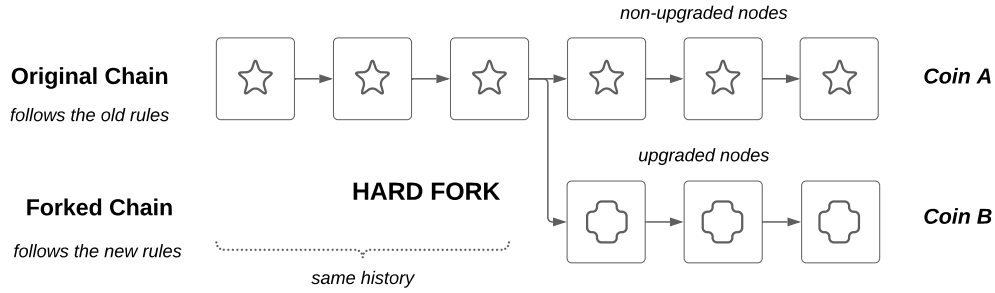 non-upgraded nodes
Original Chain
Coin A
follows the old rules
upgraded nodes
HARD FORK
Forked Chain
Coin B
follows the new rules
same history